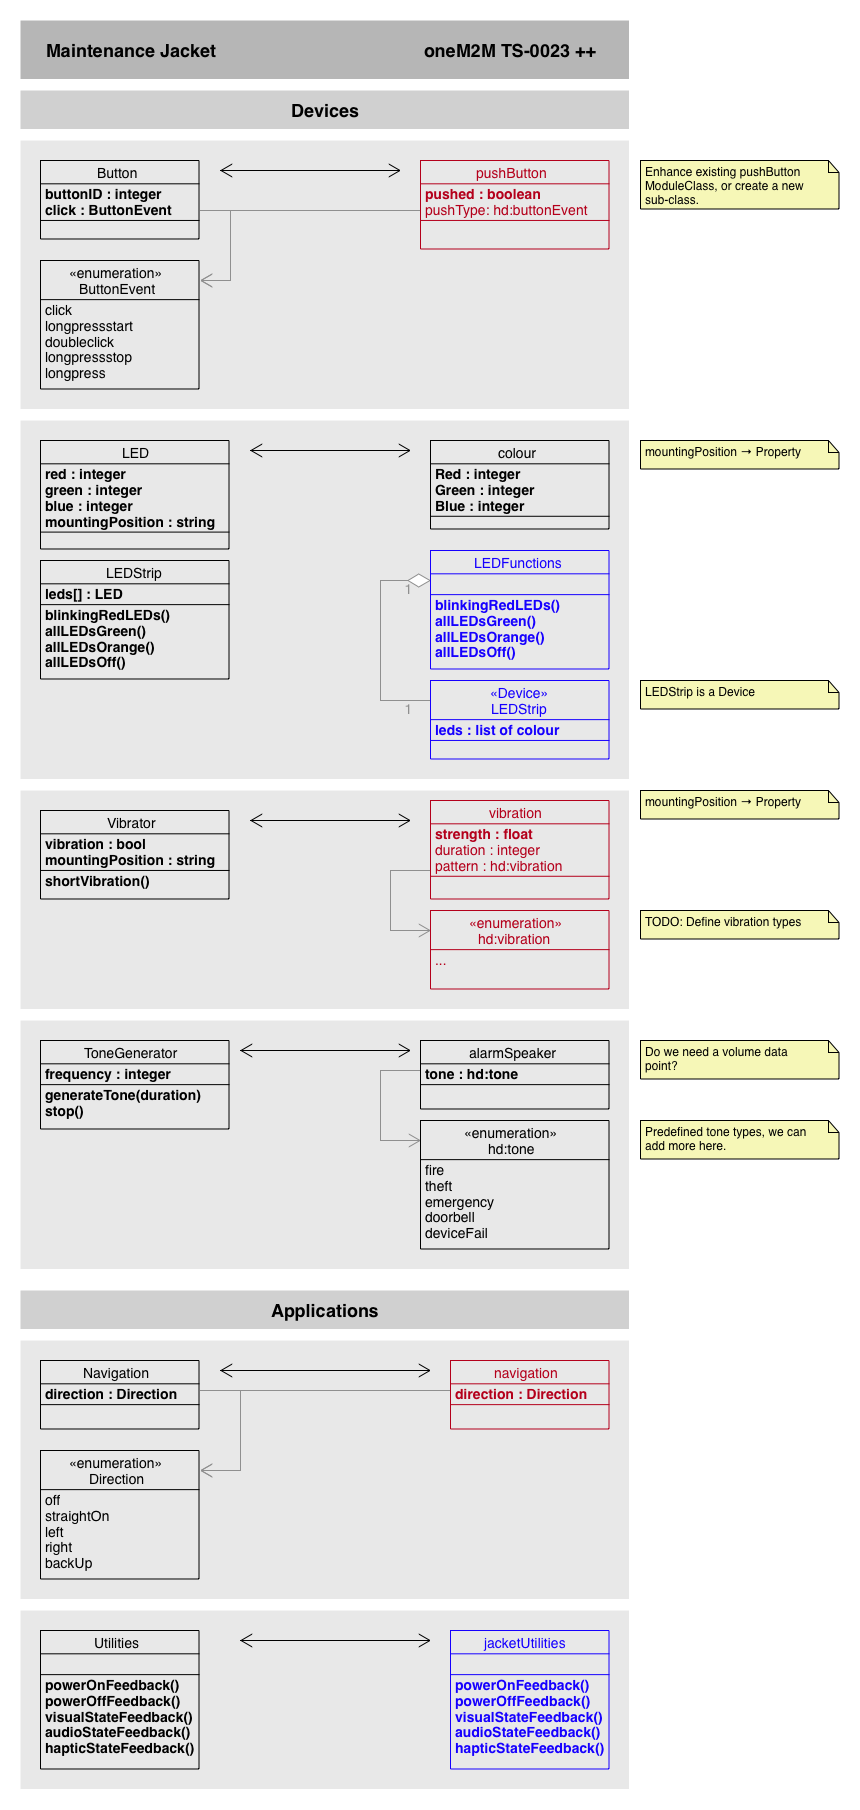 Maintenance Jacket
oneM2M TS-0023 ++
Devices
Button
buttonID : integer
click : ButtonEvent
pushButton
pushed : boolean
pushType: hd:buttonEvent
Enhance existing pushButton
ModuleClass, or create a new
sub-class.
«enumeration»
ButtonEvent
click
longpressstart
doubleclick
longpressstop
longpress
LED
red : integer
green : integer
blue : integer
mountingPosition : string
colour
Red : integer
Green : integer
Blue : integer
mountingPosition → Property
LEDStrip
leds[] : LED
blinkingRedLEDs()
allLEDsGreen()
allLEDsOrange()
allLEDsOff()
LEDFunctions
blinkingRedLEDs()
allLEDsGreen()
allLEDsOrange()
allLEDsOff()
1
1
«Device»
LEDStrip
leds : list of colour
LEDStrip is a Device
Vibrator
vibration : bool
mountingPosition : string
shortVibration()
vibration
strength : float
duration : integer
pattern : hd:vibration
mountingPosition → Property
«enumeration»
hd:vibration
...
TODO: Define vibration types
ToneGenerator
frequency : integer
generateTone(duration)
stop()
alarmSpeaker
tone : hd:tone
Do we need a volume data
point?
«enumeration»
hd:tone
fire
theft
emergency
doorbell
deviceFail
Predefined tone types, we can
add more here.
Applications
Navigation
direction : Direction
navigation
direction : Direction
«enumeration»
Direction
off
straightOn
left
right
backUp
Utilities
powerOnFeedback()
powerOffFeedback()
visualStateFeedback()
audioStateFeedback()
hapticStateFeedback()
jacketUtilities
powerOnFeedback()
powerOffFeedback()
visualStateFeedback()
audioStateFeedback()
hapticStateFeedback()